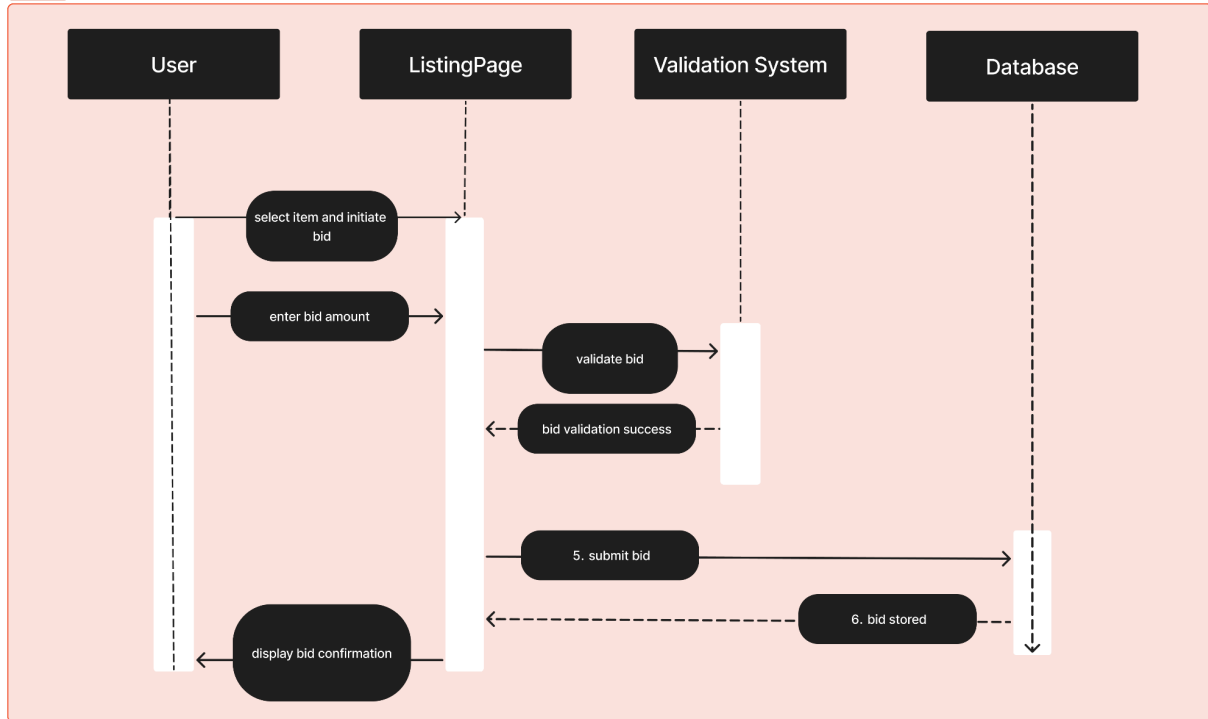 User
ListingPage
Validation System
Database
select item and initiate
bid
enter bid amount
validate bid
bid validation success
5. submit bid
6. bid stored
display bid confirmation